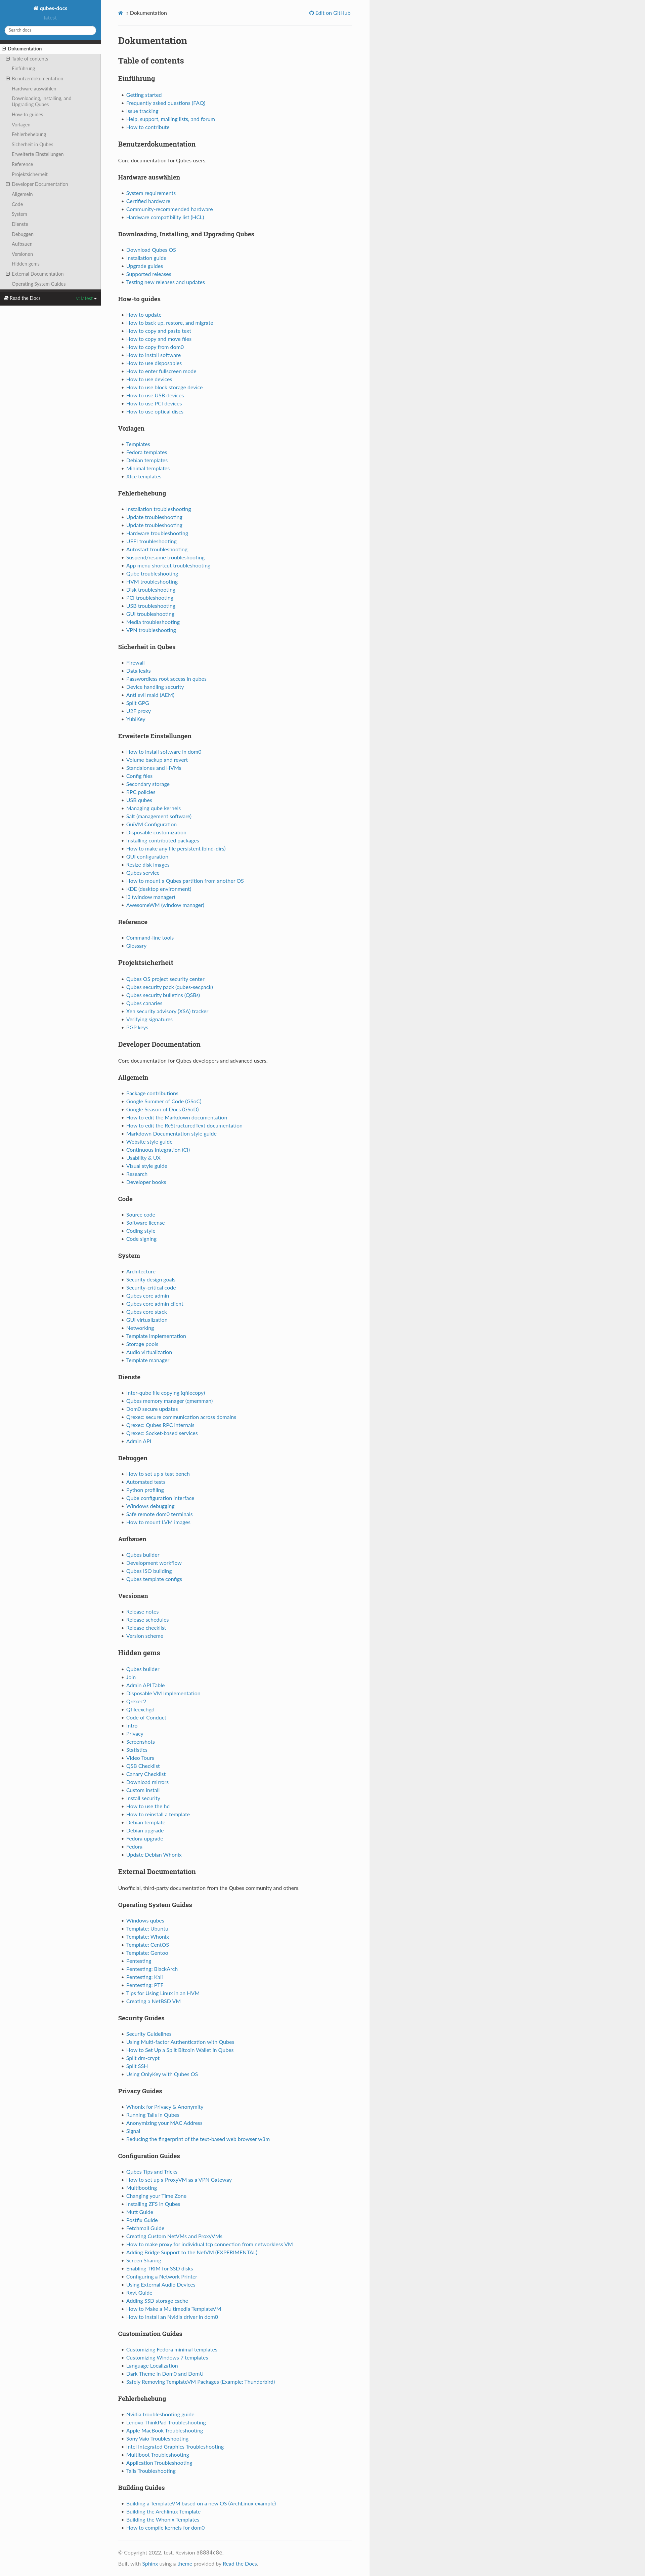 qubes-docs
latest
Search docs
Documentation
Table of contents
Einführung
Benutzerdokumentation
Hardware auswählen
Downloading, Installing, and
Upgrading Qubes
How-to guides
Vorlagen
Fehlerbehebung
Sicherheit in Qubes
Erweiterte Einstellungen
Reference
Projektsicherheit
Developer Documentation
Allgemein
Code
System
Dienste
Debuggen
Aufbauen
Versionen
Hidden gems
External Documentation
Operating System Guides
Read the Docs
v: latest
» Documentation
Edit on GitHub
Documentation
Table of contents
Einführung
Getting started
Frequently asked questions (FAQ)
Issue tracking
Help, support, mailing lists, and forum
How to contribute
Benutzerdokumentation
Core documentation for Qubes users.
Hardware auswählen
System requirements
Certified hardware
Community-recommended hardware
Hardware compatibility list (HCL)
Downloading, Installing, and Upgrading Qubes
Download Qubes OS
Installation guide
Upgrade guides
Supported releases
Testing new releases and updates
How-to guides
How to update
How to back up, restore, and migrate
How to copy and paste text
How to copy and move files
How to copy from dom0
How to install software
How to use disposables
How to enter fullscreen mode
How to use devices
How to use block storage device
How to use USB devices
How to use PCI devices
How to use optical discs
Vorlagen
Templates
Fedora templates
Debian templates
Minimal templates
Xfce templates
Fehlerbehebung
Installation troubleshooting
Update troubleshooting
Update troubleshooting
Hardware troubleshooting
UEFI troubleshooting
Autostart troubleshooting
Suspend/resume troubleshooting
App menu shortcut troubleshooting
Qube troubleshooting
HVM troubleshooting
Disk troubleshooting
PCI troubleshooting
USB troubleshooting
GUI troubleshooting
Media troubleshooting
VPN troubleshooting
Sicherheit in Qubes
Firewall
Data leaks
Passwordless root access in qubes
Device handling security
Anti evil maid (AEM)
Split GPG
U2F proxy
YubiKey
Erweiterte Einstellungen
How to install software in dom0
Volume backup and revert
Standalones and HVMs
Config files
Secondary storage
RPC policies
USB qubes
Managing qube kernels
Salt (management software)
GuiVM Configuration
Disposable customization
Installing contributed packages
How to make any file persistent (bind-dirs)
GUI configuration
Resize disk images
Qubes service
How to mount a Qubes partition from another OS
KDE (desktop environment)
i3 (window manager)
AwesomeWM (window manager)
Reference
Command-line tools
Glossary
Projektsicherheit
Qubes OS project security center
Qubes security pack (qubes-secpack)
Qubes security bulletins (QSBs)
Qubes canaries
Xen security advisory (XSA) tracker
Verifying signatures
PGP keys
Developer Documentation
Core documentation for Qubes developers and advanced users.
Allgemein
Package contributions
Google Summer of Code (GSoC)
Google Season of Docs (GSoD)
How to edit the Markdown documentation
How to edit the ReStructuredText documentation
Markdown Documentation style guide
Website style guide
Continuous integration (CI)
Usability & UX
Visual style guide
Research
Developer books
Code
Source code
Software license
Coding style
Code signing
System
Architecture
Security design goals
Security-critical code
Qubes core admin
Qubes core admin client
Qubes core stack
GUI virtualization
Networking
Template implementation
Storage pools
Audio virtualization
Template manager
Dienste
Inter-qube file copying (qfilecopy)
Qubes memory manager (qmemman)
Dom0 secure updates
Qrexec: secure communication across domains
Qrexec: Qubes RPC internals
Qrexec: Socket-based services
Admin API
Debuggen
How to set up a test bench
Automated tests
Python profiling
Qube configuration interface
Windows debugging
Safe remote dom0 terminals
How to mount LVM images
Aufbauen
Qubes builder
Development workflow
Qubes ISO building
Qubes template configs
Versionen
Release notes
Release schedules
Release checklist
Version scheme
Hidden gems
Qubes builder
Join
Admin API Table
Disposable VM Implementation
Qrexec2
Qfileexchgd
Code of Conduct
Intro
Privacy
Screenshots
Statistics
Video Tours
QSB Checklist
Canary Checklist
Download mirrors
Custom install
Install security
How to use the hcl
How to reinstall a template
Debian template
Debian upgrade
Fedora upgrade
Fedora
Update Debian Whonix
External Documentation
Unofficial, third-party documentation from the Qubes community and others.
Operating System Guides
Windows qubes
Template: Ubuntu
Template: Whonix
Template: CentOS
Template: Gentoo
Pentesting
Pentesting: BlackArch
Pentesting: Kali
Pentesting: PTF
Tips for Using Linux in an HVM
Creating a NetBSD VM
Security Guides
Security Guidelines
Using Multi-factor Authentication with Qubes
How to Set Up a Split Bitcoin Wallet in Qubes
Split dm-crypt
Split SSH
Using OnlyKey with Qubes OS
Privacy Guides
Whonix for Privacy & Anonymity
Running Tails in Qubes
Anonymizing your MAC Address
Signal
Reducing the fingerprint of the text-based web browser w3m
Configuration Guides
Qubes Tips and Tricks
How to set up a ProxyVM as a VPN Gateway
Multibooting
Changing your Time Zone
Installing ZFS in Qubes
Mutt Guide
Postfix Guide
Fetchmail Guide
Creating Custom NetVMs and ProxyVMs
How to make proxy for individual tcp connection from networkless VM
Adding Bridge Support to the NetVM (EXPERIMENTAL)
Screen Sharing
Enabling TRIM for SSD disks
Configuring a Network Printer
Using External Audio Devices
Rxvt Guide
Adding SSD storage cache
How to Make a Multimedia TemplateVM
How to install an Nvidia driver in dom0
Customization Guides
Customizing Fedora minimal templates
Customizing Windows 7 templates
Language Localization
Dark Theme in Dom0 and DomU
Safely Removing TemplateVM Packages (Example: Thunderbird)
Fehlerbehebung
Nvidia troubleshooting guide
Lenovo ThinkPad Troubleshooting
Apple MacBook Troubleshooting
Sony Vaio Troubleshooting
Intel Integrated Graphics Troubleshooting
Multiboot Troubleshooting
Application Troubleshooting
Tails Troubleshooting
Building Guides
Building a TemplateVM based on a new OS (ArchLinux example)
Building the Archlinux Template
Building the Whonix Templates
How to compile kernels for dom0
© Copyright 2022, test. Revision a8884c8e.
Built with Sphinx using a theme provided by Read the Docs.